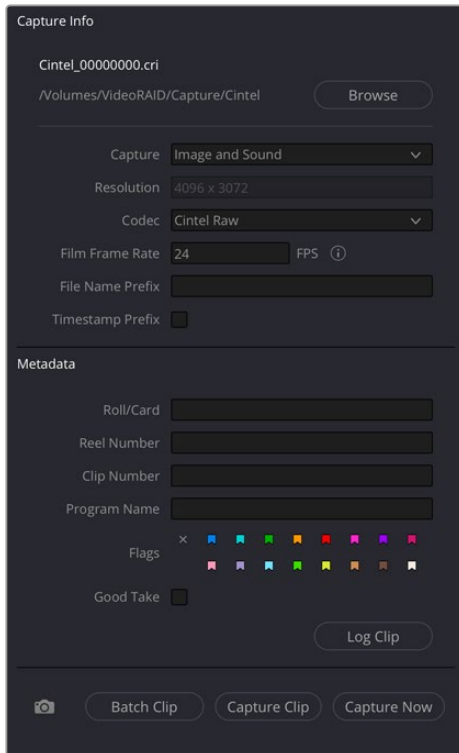 Capture Info
Cintel_00000000.cri
/Volumes/VideoRAID/Capture/Cintel
Browse
Capture Image and Sound
Resolution 4096 x 3072
Codec Cintel Raw
Film Frame Rate 24 FPS
File Name Prefix
Timestamp Prefix
Metadata
Roll/Card
Reel Number
Clip Number
Program Name
Flags
Good Take
Log Clip
Batch Clip Capture Clip Capture Now